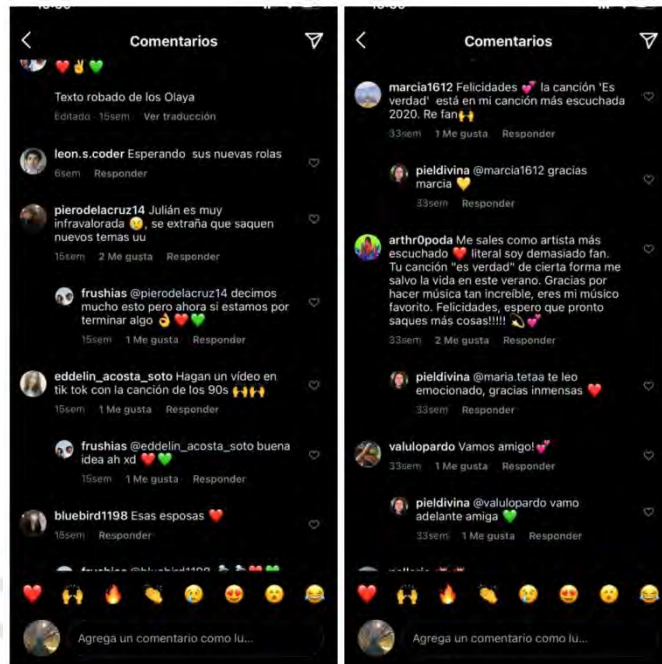 Comentarios
Texto robado de los Olaya
Editado · 15sem Ver traducción
leon.s.coder Esperando sus nuevas rolas
6sem Responder
pierodelacruz14 Julián es muy
infravalorada 😢, se extraña que saquen
nuevos temas uu
15sem 2 Me gusta Responder
frushias @pierodelacruz14 decimos
mucho esto pero ahora si estamos por
terminar algo 👌❤️💚
15sem 1 Me gusta Responder
eddelin_acosta_soto Hagan un vídeo en
tik tok con la canción de los 90s 🙌🙌
15sem 1 Me gusta Responder
frushias @eddelin_acosta_soto buena
idea ah xd ❤️💚
15sem 1 Me gusta Responder
bluebird1198 Esas esposas ❤️
15sem Responder
Agrega un comentario como lu...
Comentarios
marcia1612 Felicidades 💕 la canción 'Es
verdad' está en mi canción más escuchada
2020. Re fan🙌
33sem 1 Me gusta Responder
pieldivina @marcia1612 gracias
marcia 💛
33sem Responder
arthr0poda Me sales como artista más
escuchado ❤️ literal soy demasiado fan.
Tu canción "es verdad" de cierta forma me
salvo la vida en este verano. Gracias por
hacer música tan increíble, eres mi músico
favorito. Felicidades, espero que pronto
saques más cosas!!!!! 💫💕
33sem 2 Me gusta Responder
pieldivina @maria.tetaa te leo
emocionado, gracias inmensas ❤️
33sem Responder
valulopardo Vamos amigo!💕
33sem 1 Me gusta Responder
pieldivina @valulopardo vamo
adelante amiga 💚
33sem 1 Me gusta Responder
Agrega un comentario como lu...